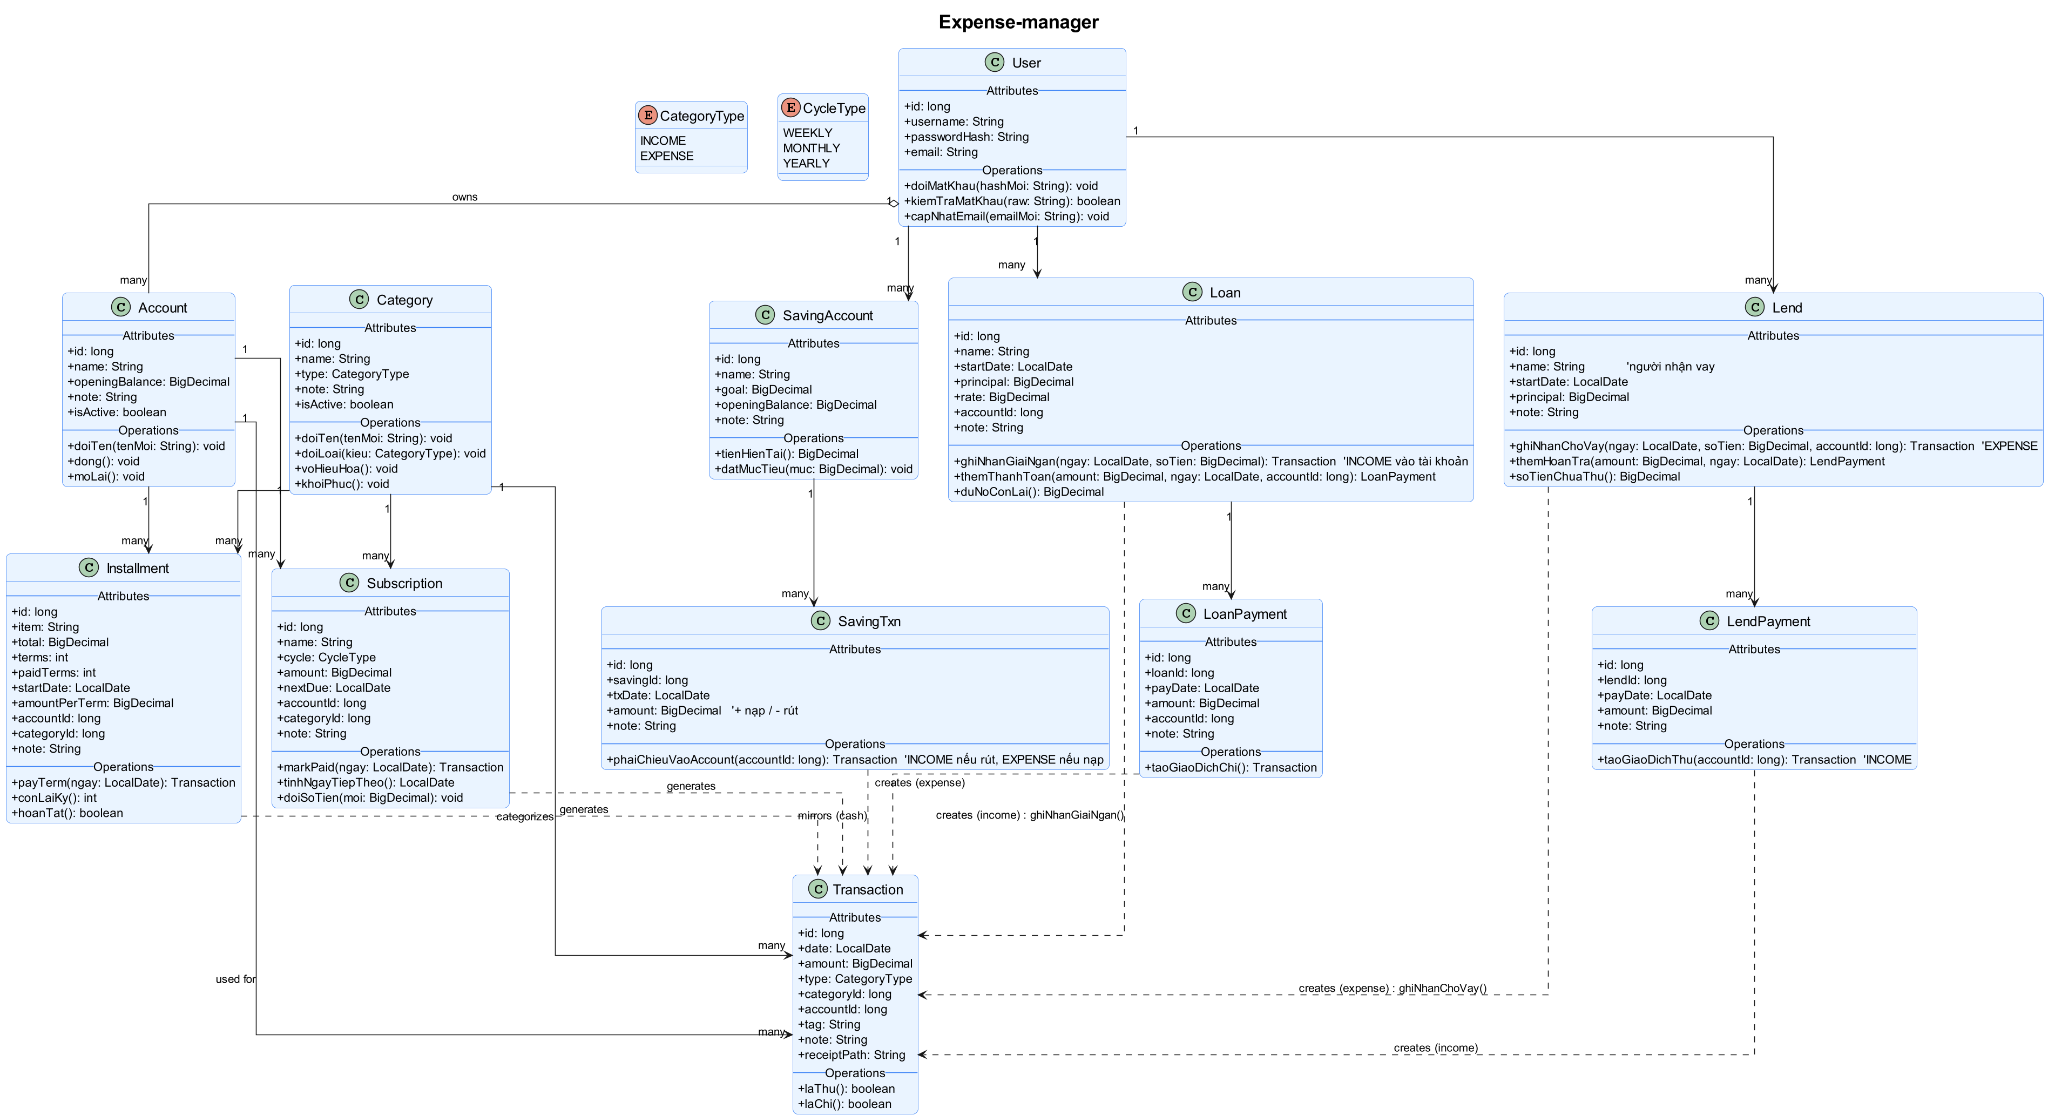 Expense-manager
C User
Attributes
+id: long
+username: String
+passwordHash: String
+email: String
Operations
+doiMatKhau(hashMoi: String): void
+kiemTraMatKhau(raw: String): boolean
+capNhatEmail(emailMoi: String): void
E CategoryType
INCOME
EXPENSE
E CycleType
WEEKLY
MONTHLY
YEARLY
owns
1
many
1
many
1
many
1
many
C Account
Attributes
+id: long
+name: String
+openingBalance: BigDecimal
+note: String
+isActive: boolean
Operations
+doiTen(tenMoi: String): void
+dong(): void
+moLai(): void
C Category
Attributes
+id: long
+name: String
+type: CategoryType
+note: String
+isActive: boolean
Operations
+doiTen(tenMoi: String): void
+doiLoai(kieu: CategoryType): void
+voHieuHoa(): void
+khoiPhuc(): void
C SavingAccount
Attributes
+id: long
+name: String
+goal: BigDecimal
+openingBalance: BigDecimal
+note: String
Operations
+tienHienTai(): BigDecimal
+datMucTieu(muc: BigDecimal): void
C Loan
Attributes
+id: long
+name: String
+startDate: LocalDate
+principal: BigDecimal
+rate: BigDecimal
+accountId: long
+note: String
Operations
+ghiNhanGiaiNgan(ngay: LocalDate, soTien: BigDecimal): Transaction 'INCOME vào tài khoản
+themThanhToan(amount: BigDecimal, ngay: LocalDate, accountId: long): LoanPayment
+duNoConLai(): BigDecimal
C Lend
Attributes
+id: long
+name: String 'người nhận vay
+startDate: LocalDate
+principal: BigDecimal
+note: String
Operations
+ghiNhanChoVay(ngay: LocalDate, soTien: BigDecimal, accountId: long): Transaction 'EXPENSE
+themHoanTra(amount: BigDecimal, ngay: LocalDate): LendPayment
+soTienChuaThu(): BigDecimal
1
1
1
many
1
many
many
1
many
1
1
many
1
many
1
many
C Installment
Attributes
+id: long
+item: String
+total: BigDecimal
+terms: int
+paidTerms: int
+startDate: LocalDate
+amountPerTerm: BigDecimal
+accountId: long
+categoryId: long
+note: String
Operations
+payTerm(ngay: LocalDate): Transaction
+conLaiKy(): int
+hoanTat(): boolean
C Subscription
Attributes
+id: long
+name: String
+cycle: CycleType
+amount: BigDecimal
+nextDue: LocalDate
+accountId: long
+categoryId: long
+note: String
Operations
+markPaid(ngay: LocalDate): Transaction
+tinhNgayTiepTheo(): LocalDate
+doiSoTien(moi: BigDecimal): void
C SavingTxn
Attributes
+id: long
+savingId: long
+txDate: LocalDate
+amount: BigDecimal '+ nạp / - rút
+note: String
Operations
+phaiChieuVaoAccount(accountId: long): Transaction 'INCOME nếu rút, EXPENSE nếu nạp
C LoanPayment
Attributes
+id: long
+loanId: long
+payDate: LocalDate
+amount: BigDecimal
+accountId: long
+note: String
Operations
+taoGiaoDichChi(): Transaction
C LendPayment
Attributes
+id: long
+lendId: long
+payDate: LocalDate
+amount: BigDecimal
+note: String
Operations
+taoGiaoDichThu(accountId: long): Transaction 'INCOME
generates
creates (expense)
categorizes
generates
mirrors (cash)
creates (income) : ghiNhanGiaiNgan()
C Transaction
Attributes
+id: long
+date: LocalDate
+amount: BigDecimal
+type: CategoryType
+categoryId: long
+accountId: long
+tag: String
+note: String
+receiptPath: String
Operations
+laThu(): boolean
+laChi(): boolean
many
used for
many
creates (expense) : ghiNhanChoVay()
creates (income)